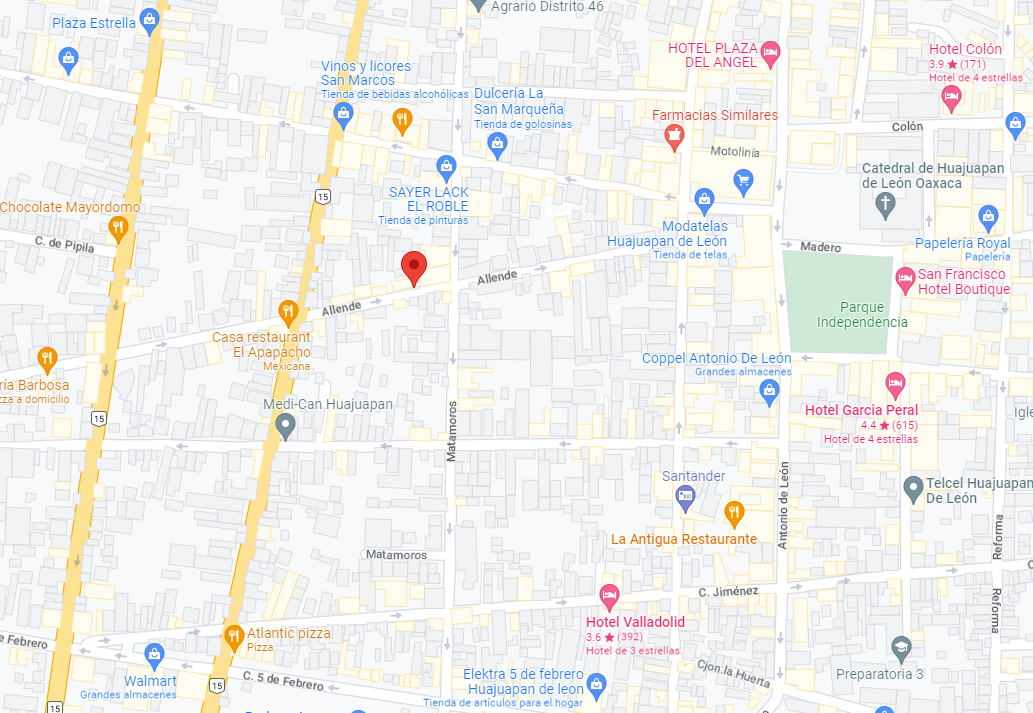 Agrario Distrito 46
Plaza Estrella
HOTEL PLAZA
DEL ANGEL
Hotel Colón
3.9 ★ (171)
Hotel de 4 estrellas
Vinos y licores
San Marcos
Tienda de bebidas alcohólicas
Dulcería La
San Marqueña
Tienda de golosinas
Farmacias Similares
Colón
Motolinía
Catedral de Huajuapan
de León Oaxaca
15
SAYER LACK
EL ROBLE
Tienda de pinturas
Chocolate Mayordomo
C. de Pipila
Modatelas
Huajuapan de León
Tienda de telas
Madero
Papelería Royal
Papelería
Allende
San Francisco
Hotel Boutique
Allende
Parque
Independencia
Casa restaurant
El Apapacho
Mexicana
Coppel Antonio De León
Grandes almacenes
ría Barbosa
zza a domicilio
Medi-Can Huajuapan
Hotel Garcia Peral
4.4 ★ (615)
Hotel de 4 estrellas
Igle
15
Matamoros
Santander
Antonio de León
Telcel Huajuapan
De León
La Antigua Restaurante
Reforma
Matamoros
C. Jiménez
Reforma
Hotel Valladolid
3.6 ★ (392)
Hotel de 3 estrellas
Atlantic pizza
Pizza
e Febrero
Walmart
Grandes almacenes
15
C. 5 de Febrero
Elektra 5 de febrero
Huajuapan de leon
Tienda de artículos para el hogar
Cjon.la Huerta
Preparatoria 3
15